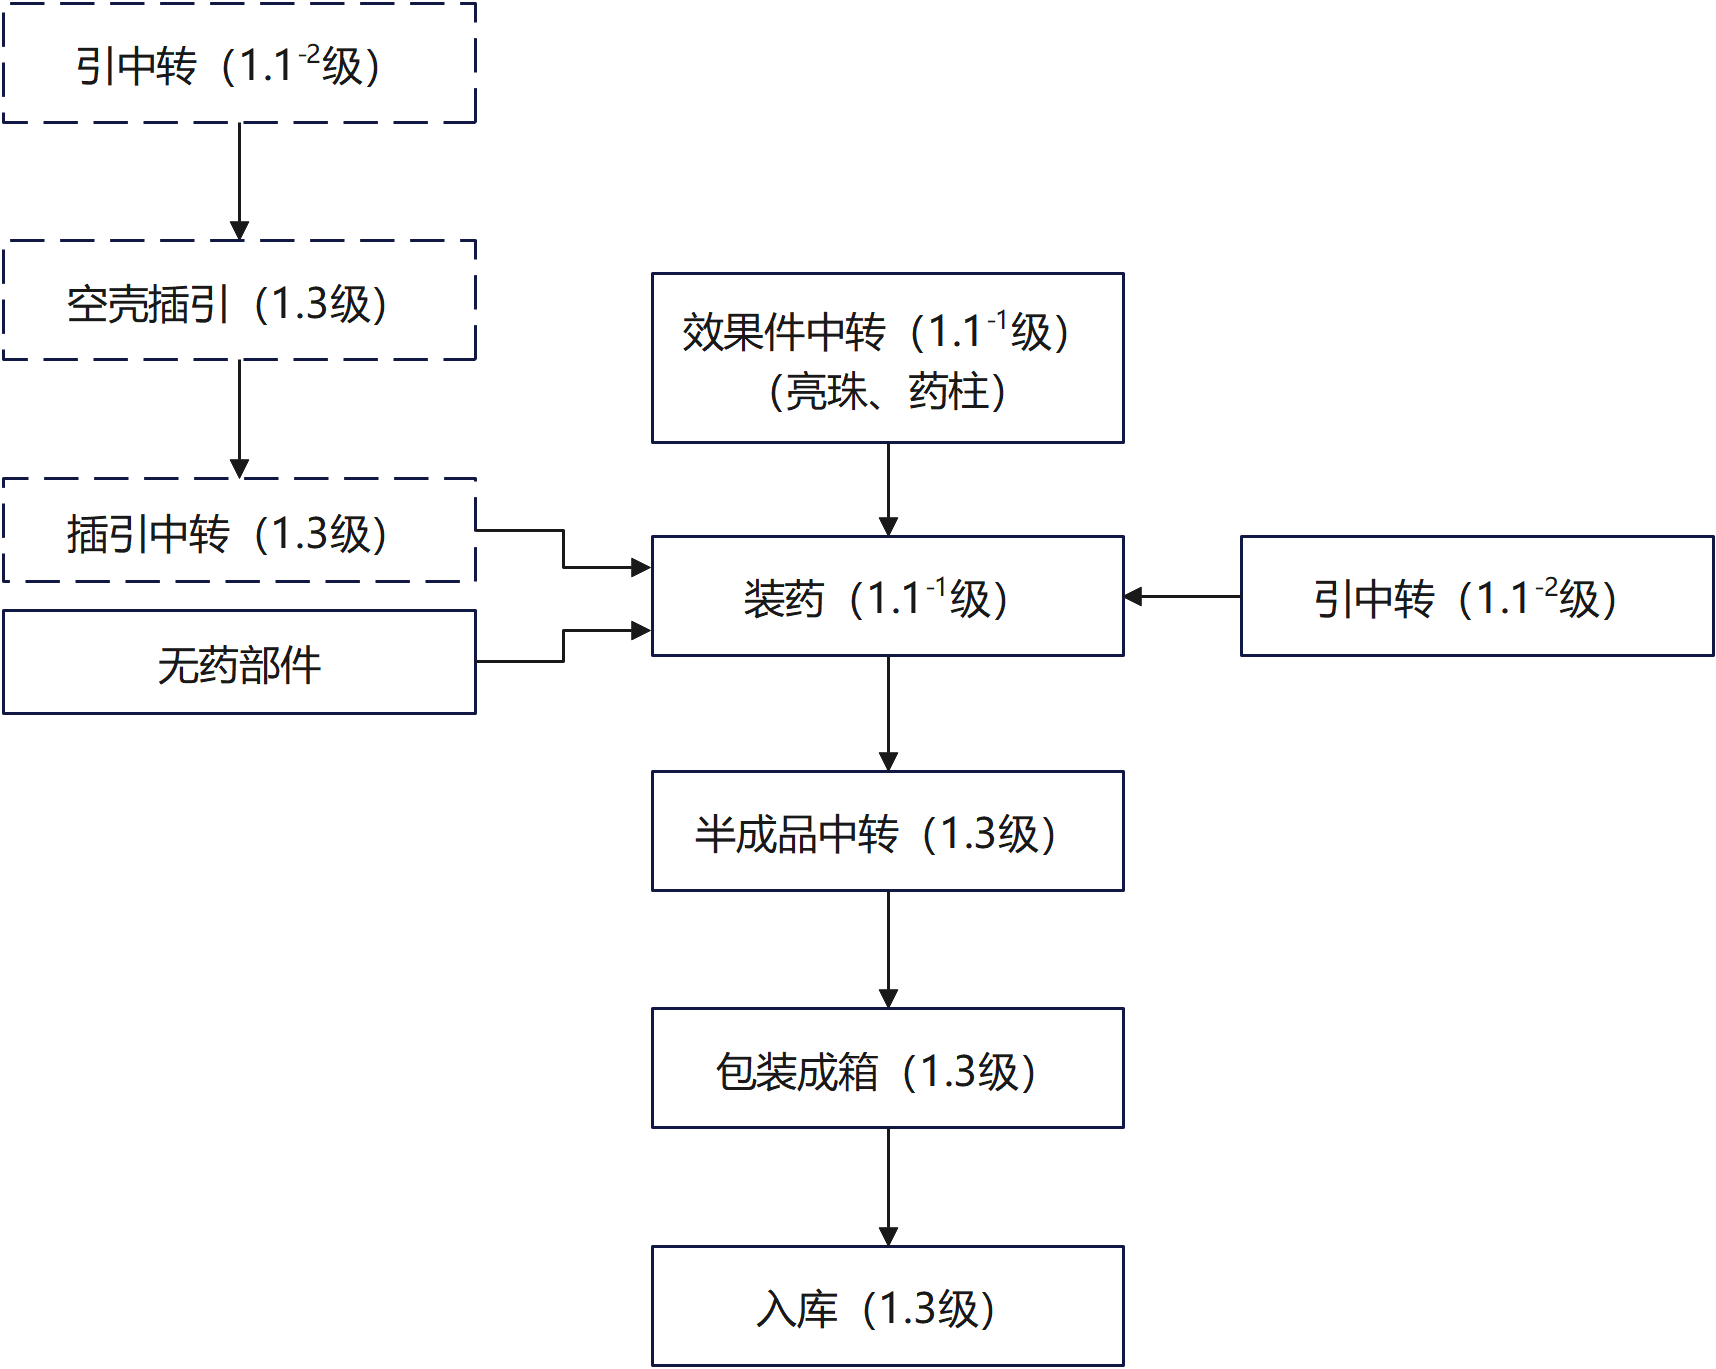 引中转（1.1⁻²级）
空壳插引（1.3级）
效果件中转（1.1⁻¹级）
（亮珠、药柱）
插引中转（1.3级）
装药（1.1⁻¹级）
引中转（1.1⁻²级）
无药部件
半成品中转（1.3级）
包装成箱（1.3级）
入库（1.3级）